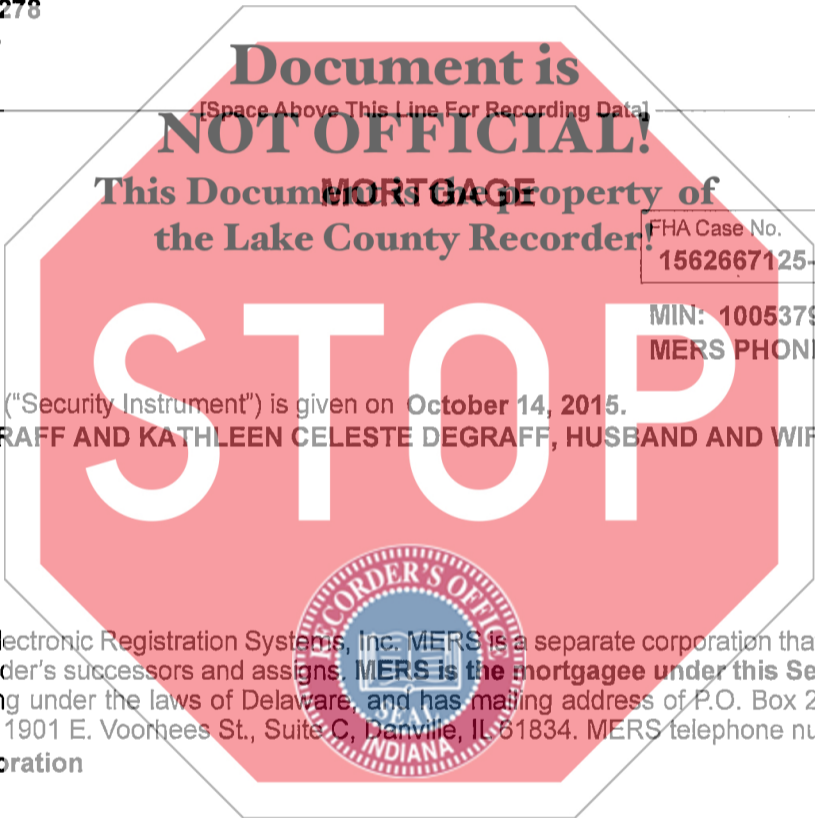 278
Document is
[Space Above This Line For Recording Data]
NOT OFFICIAL!
MORTGAGE
This Document is the property of
the Lake County Recorder!
FHA Case No.
1562667125-
MIN: 1005379
MERS PHON
STOP
(“Security Instrument”) is given on October 14, 2015.
RAFF AND KATHLEEN CELESTE DEGRAFF, HUSBAND AND WIF
RECORDER'S OFFICE
SEAL
INDIANA
lectronic Registration Systems, Inc. MERS is a separate corporation tha
der's successors and assigns. MERS is the mortgagee under this Se
ng under the laws of Delaware, and has mailing address of P.O. Box 2
1901 E. Voorhees St., Suite C, Danville, IL 61834. MERS telephone nu
oration